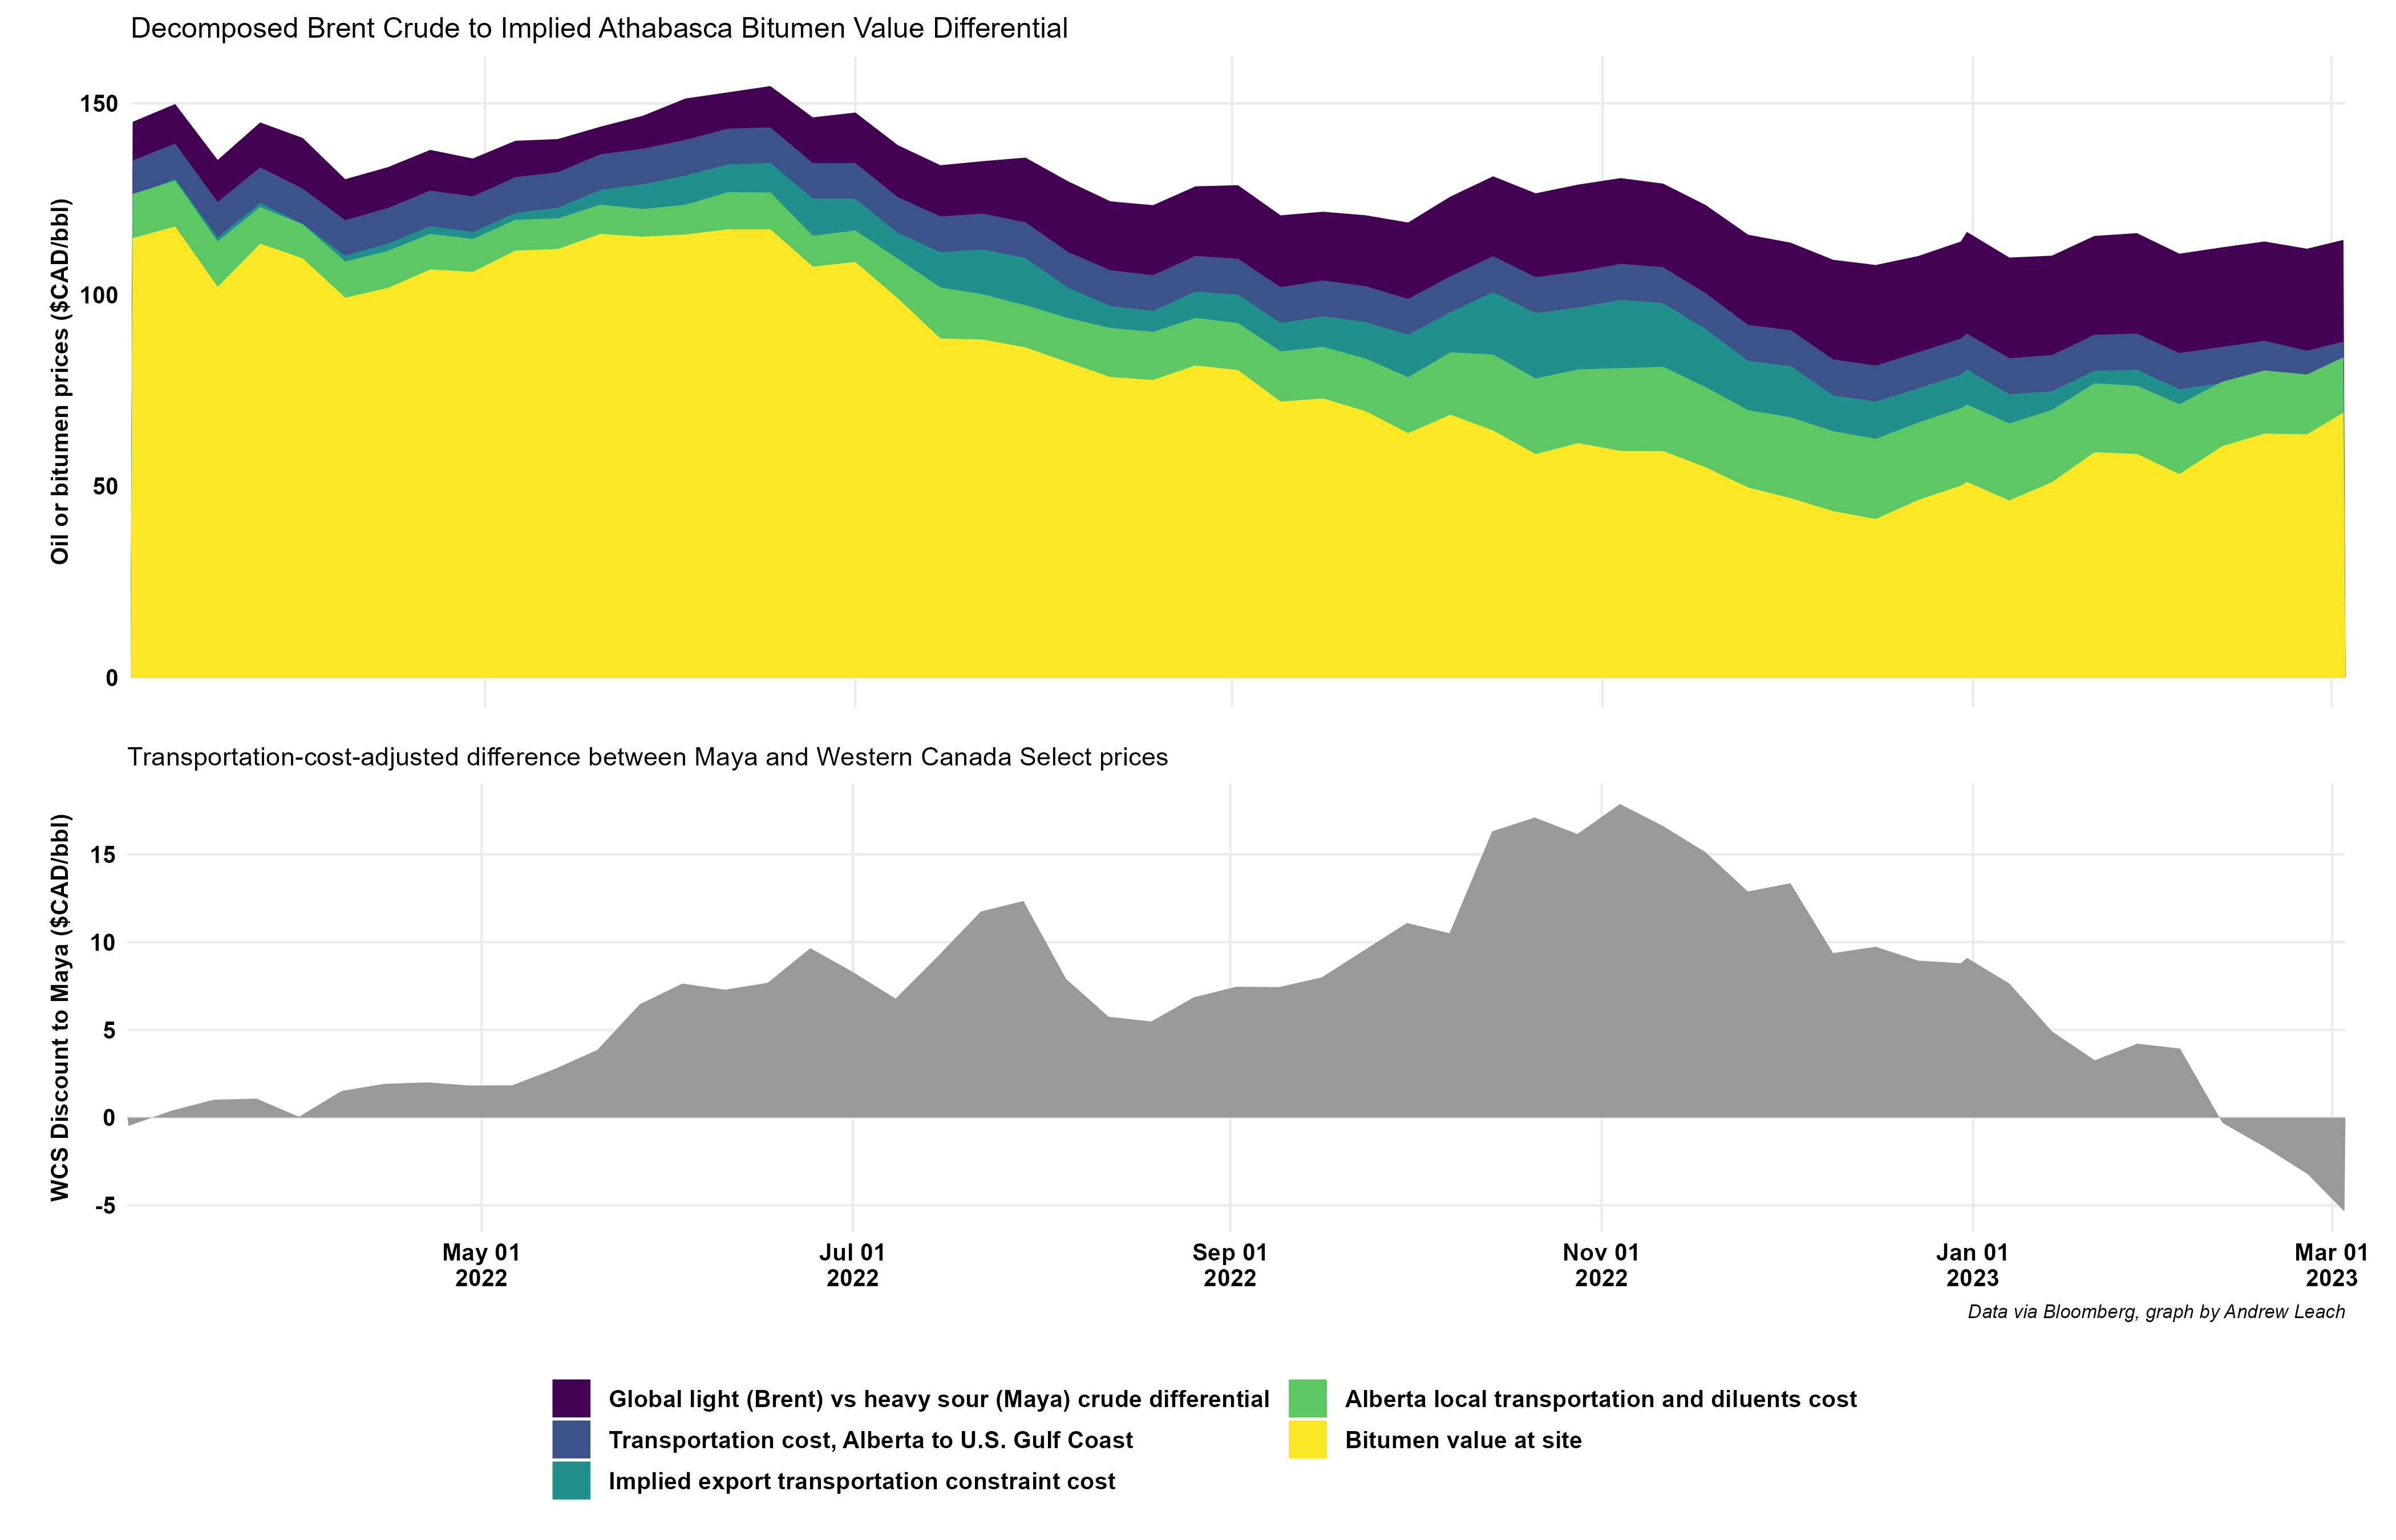 Decomposed Brent Crude to Implied Athabasca Bitumen Value Differential
Oil or bitumen prices ($CAD/bbl)
150
100
50
0
Transportation-cost-adjusted difference between Maya and Western Canada Select prices
WCS Discount to Maya ($CAD/bbl)
15
10
5
0
-5
May 01
2022
Jul 01
2022
Sep 01
2022
Nov 01
2022
Jan 01
2023
Mar 01
2023
Data via Bloomberg, graph by Andrew Leach
Global light (Brent) vs heavy sour (Maya) crude differential
Transportation cost, Alberta to U.S. Gulf Coast
Implied export transportation constraint cost
Alberta local transportation and diluents cost
Bitumen value at site